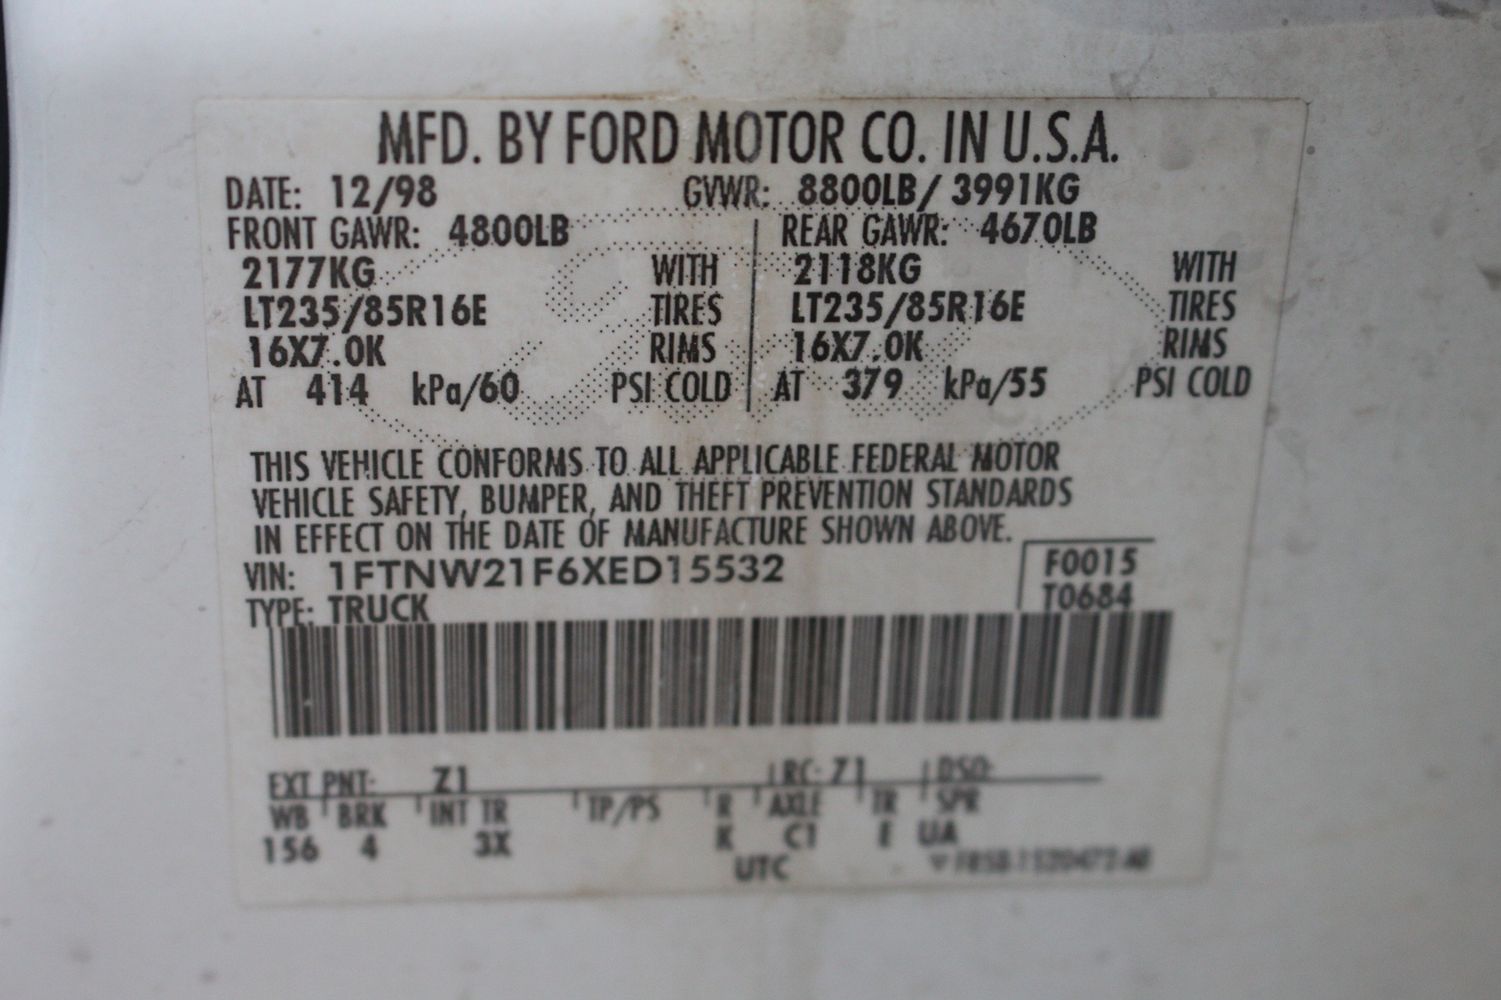 MFD. BY FORD MOTOR CO. IN U.S.A.
DATE: 12/98 GVWR: 8800LB/ 3991KG
FRONT GAWR: 4800LB REAR GAWR: 4670LB
2177KG WITH 2118KG WITH
LT235/85R16E TIRES LT235/85R16E TIRES
16X7.0K RIMS 16X7.0K RIMS
AT 414 kPa/60 PSI COLD AT 379 kPa/55 PSI COLD
THIS VEHICLE CONFORMS TO ALL APPLICABLE FEDERAL MOTOR
VEHICLE SAFETY, BUMPER, AND THEFT PREVENTION STANDARDS
IN EFFECT ON THE DATE OF MANUFACTURE SHOWN ABOVE.
VIN: 1FTNW21F6XED15532 F0015
TYPE: TRUCK T0684
EXT PNT: Z1 RC: 71 DSO:
WB BRK INT TR TP/PS R AXLE TR SPR
156 4 3X K C1 E UA
UTC